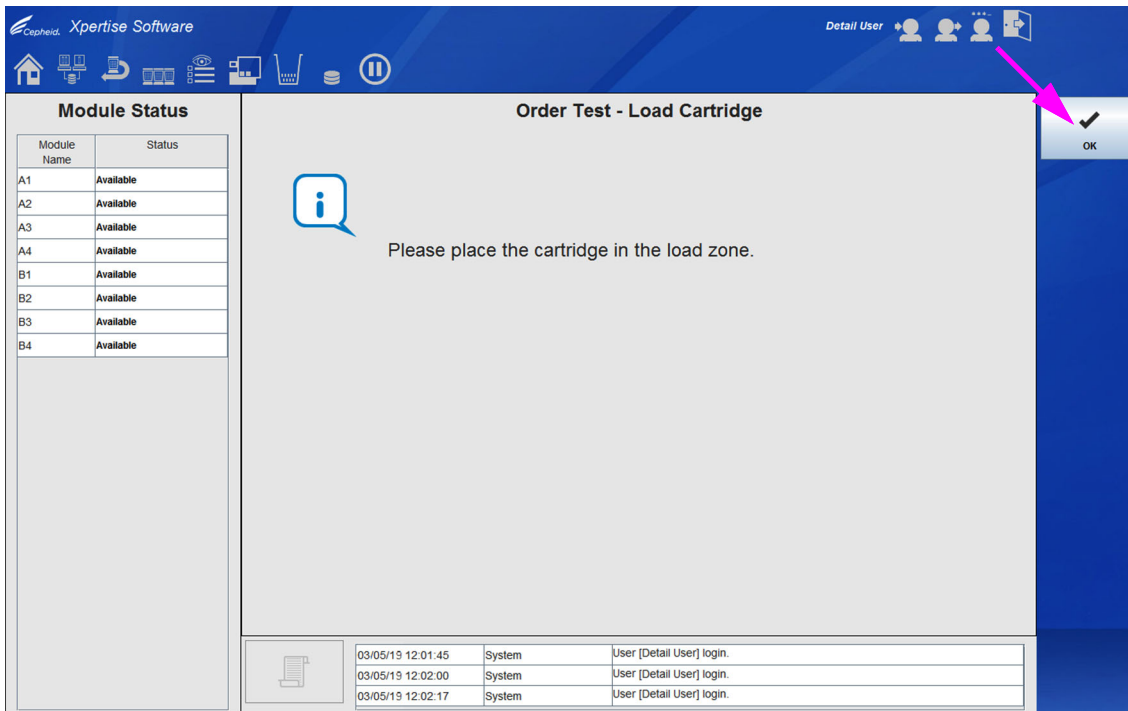 Cepheid. Xpertise Software
Detail User
Module Status
Module Name Status
A1 Available
A2 Available
A3 Available
A4 Available
B1 Available
B2 Available
B3 Available
B4 Available
Order Test - Load Cartridge
i
Please place the cartridge in the load zone.
OK
03/05/19 12:01:45 System User [Detail User] login.
03/05/19 12:02:00 System User [Detail User] login.
03/05/19 12:02:17 System User [Detail User] login.